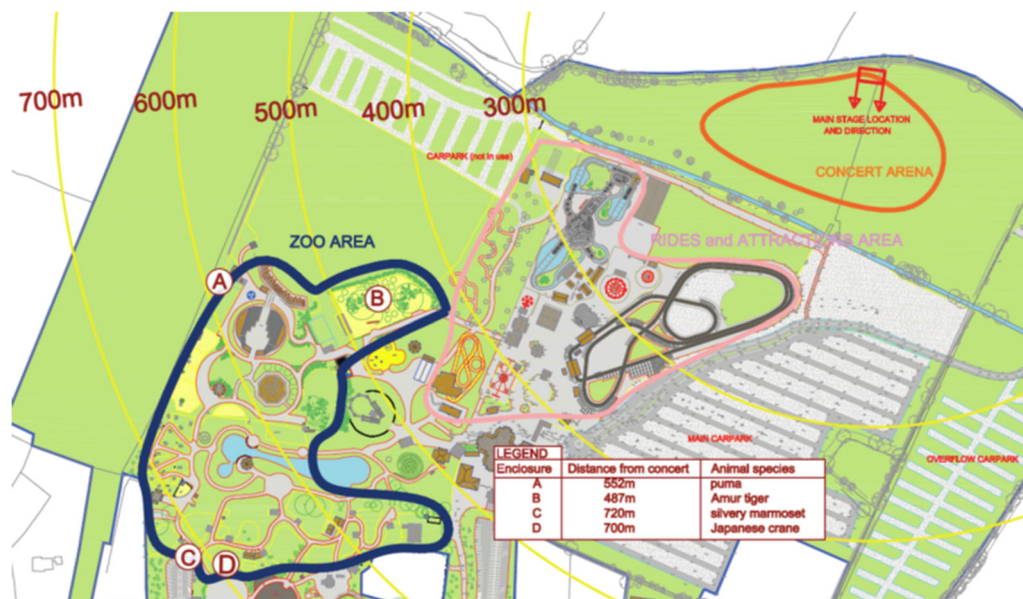 700m
600m
500m
400m
300m
MAIN STAGE LOCATION
AND DIRECTION
CARPARK (not in use)
CONCERT ARENA
ZOO AREA
RIDES and ATTRACTIONS AREA
A
B
MAIN CARPARK
OVERFLOW CARPARK
LEGEND
Enclosure Distance from concert Animal species
A 552m puma
B 487m Amur tiger
C 720m silvery marmoset
D 700m Japanese crane
C
D